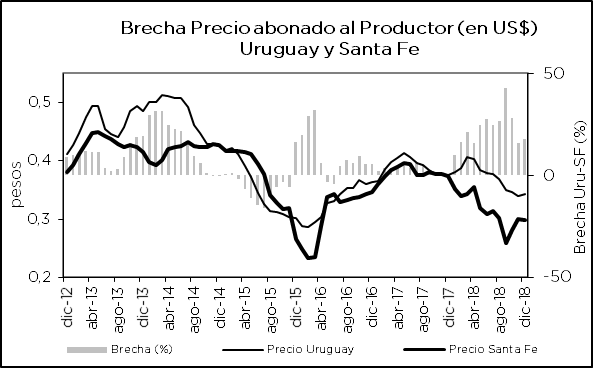 Brecha Precio abonado al Productor (en US$)
Uruguay y Santa Fe
pesos
0,5
0,4
0,3
0,2
50
0
-50
Brecha Uru-SF (%)
dic-12
abr-13
ago-13
dic-13
abr-14
ago-14
dic-14
abr-15
ago-15
dic-15
abr-16
ago-16
dic-16
abr-17
ago-17
dic-17
abr-18
ago-18
dic-18
Brecha (%)
Precio Uruguay
Precio Santa Fe